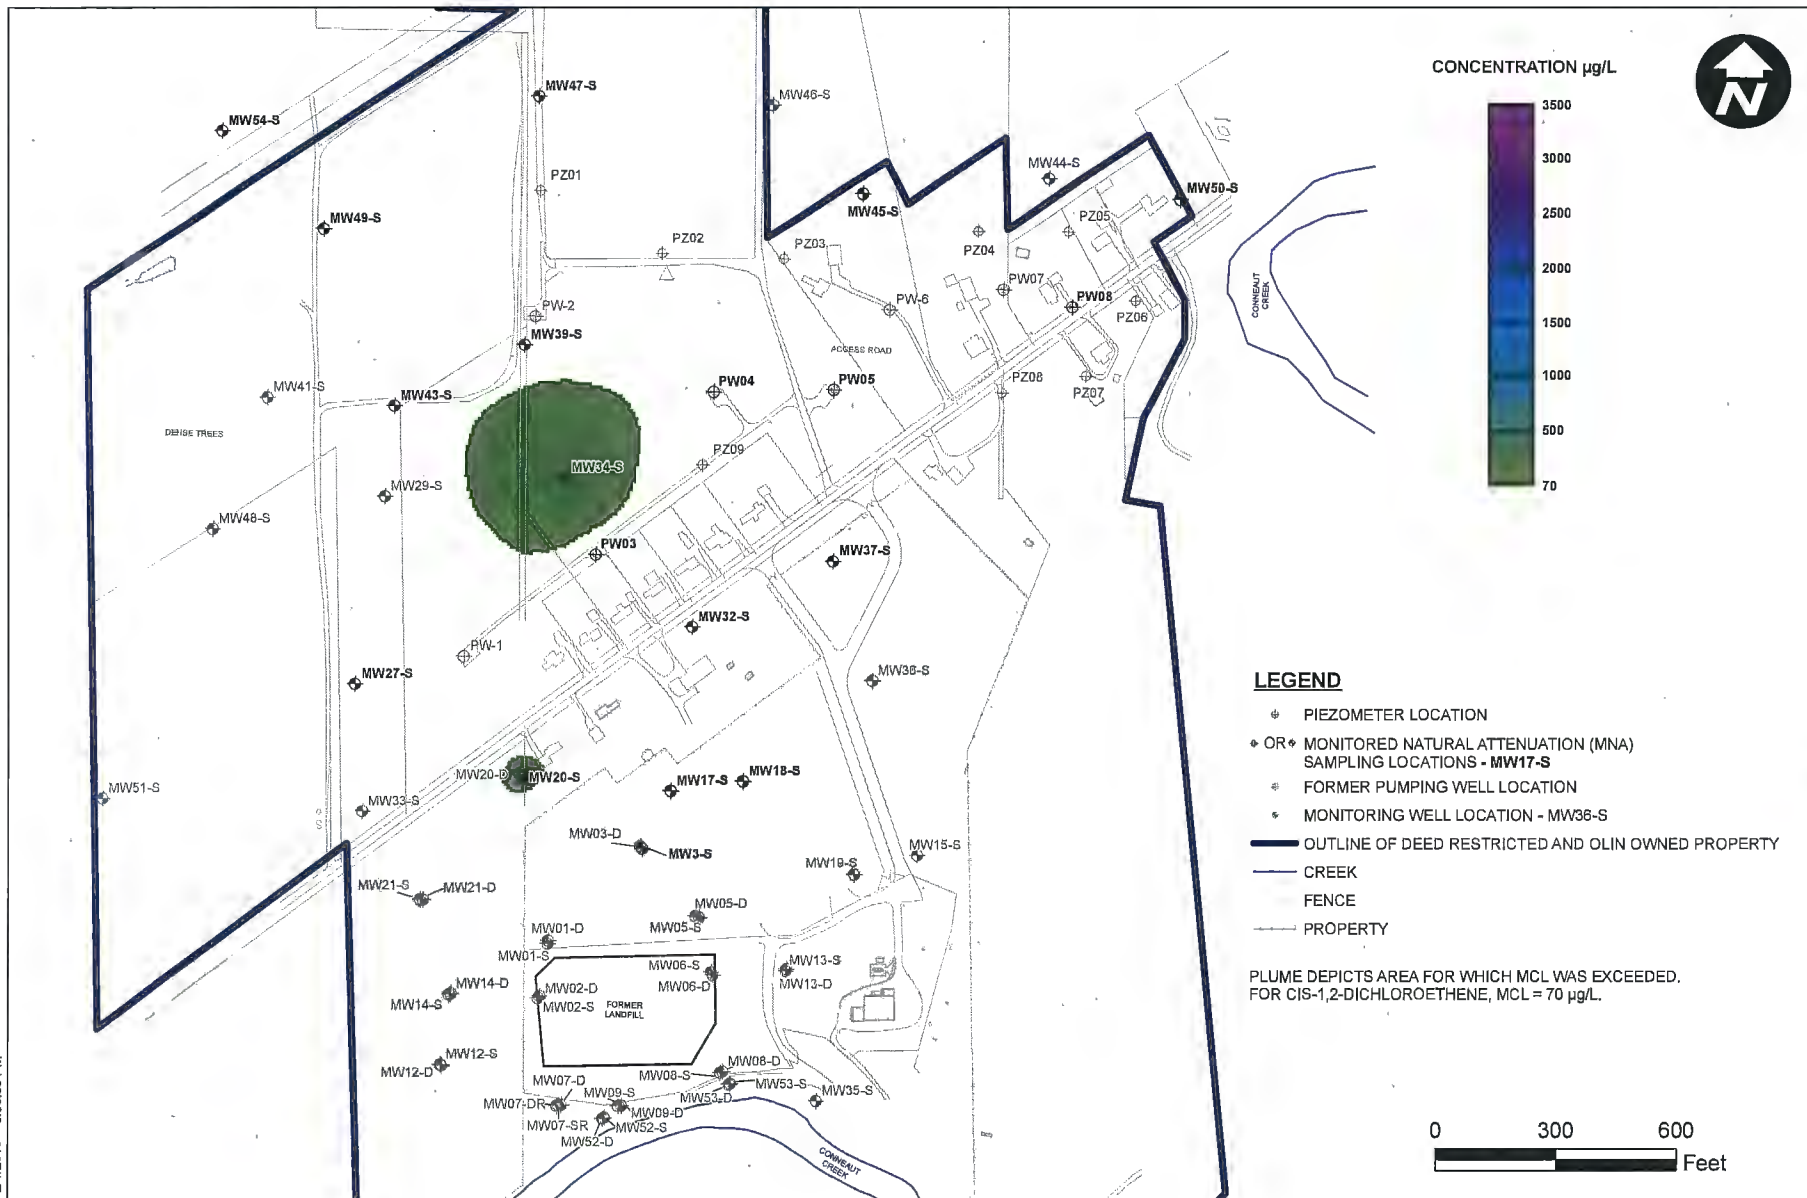 CONCENTRATION µg/L
N
3500
3000
2500
2000
1500
1000
500
70
MW47-S
MW46-S
MW54-S
101
MW44-S
PZ01
MW50-S
MW45-S
MW49-S
PZ05
PZ02
PZ03
PZ04
PW07
PW-2
PW-6
PW08
PZ06
CONNEAUT
CREEK
MW39-S
ACCESS ROAD
MW41-S
MW43-S
PW04
PW05
PZ08
PZ07
DENSE TREES
MW34-S
PZ09
MW29-S
MW48-S
PW03
MW37-S
MW32-S
PW-1
MW27-S
MW36-S
MW20-D
MW20-S
MW17-S
MW18-S
MW51-S
MW33-S
MW03-D
MW3-S
MW15-S
MW19-S
MW21-S
MW21-D
MW05-D
MW05-S
MW01-D
MW01-S
MW06-S
MW06-D
MW13-S
MW13-D
MW14-D
MW14-S
MW02-D
MW02-S
FORMER
LANDFILL
MW12-S
MW12-D
MW08-D
MW08-S
MW07-D
MW09-S
MW53-S
MW53-D
MW35-S
MW07-DR
MW09-D
MW07-SR
MW52-S
MW52-D
CONNEAUT
CREEK
LEGEND
PIEZOMETER LOCATION
OR MONITORED NATURAL ATTENUATION (MNA)
SAMPLING LOCATIONS - MW17-S
FORMER PUMPING WELL LOCATION
MONITORING WELL LOCATION - MW36-S
OUTLINE OF DEED RESTRICTED AND OLIN OWNED PROPERTY
CREEK
FENCE
PROPERTY
PLUME DEPICTS AREA FOR WHICH MCL WAS EXCEEDED.
FOR CIS-1,2-DICHLOROETHENE, MCL = 70 µg/L.
0 300 600
Feet